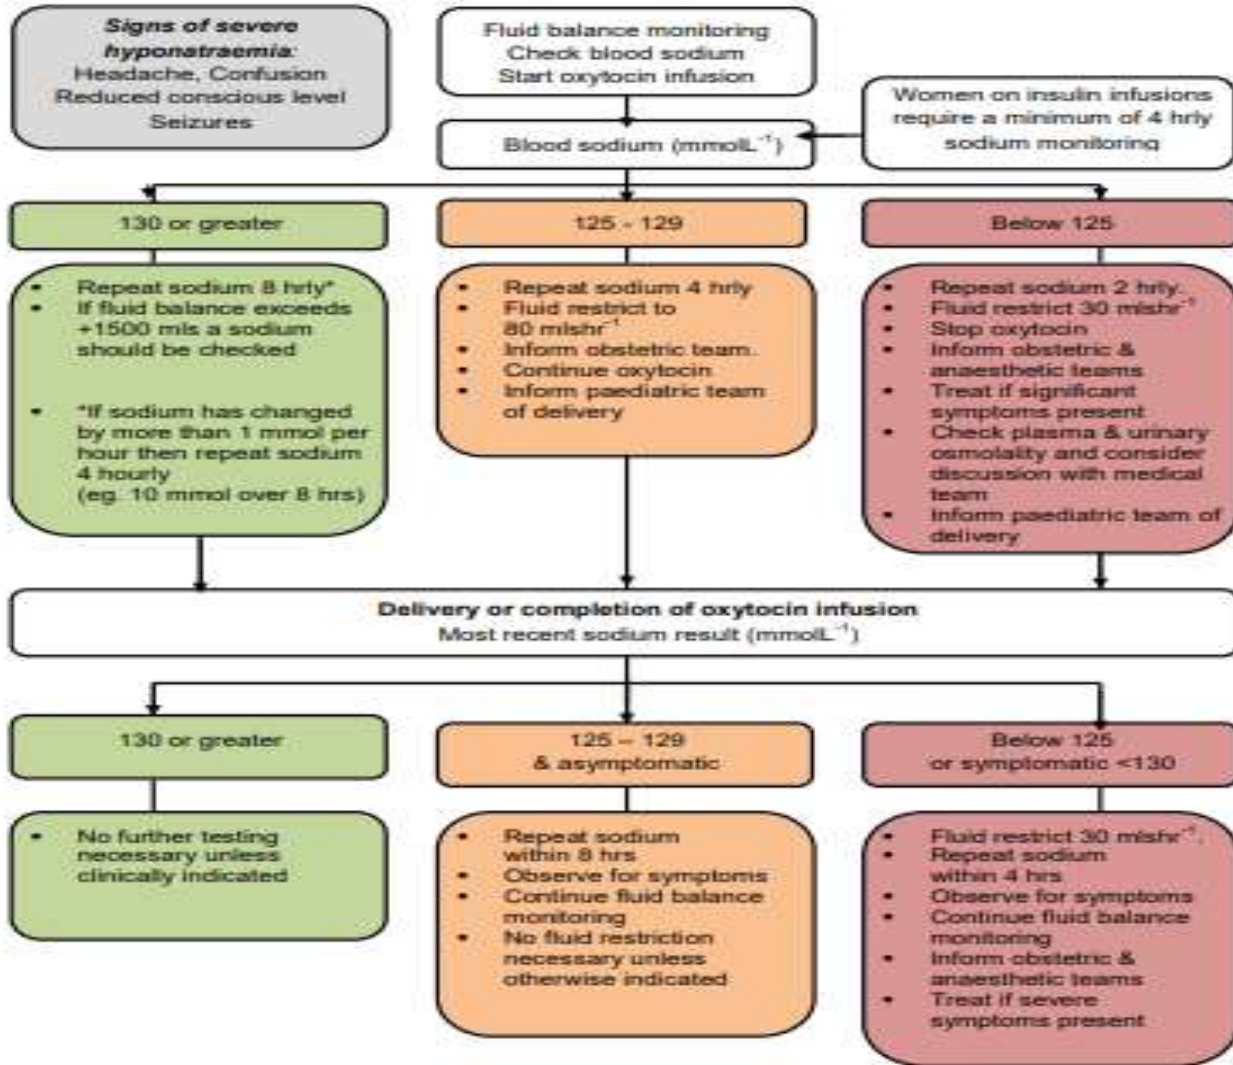 Signs of severe
hyponatraemia:
Headache, Confusion
Reduced conscious level
Seizures
Fluid balance monitoring
Check blood sodium
Start oxytocin infusion
Women on insulin infusions
require a minimum of 4 hrly
sodium monitoring
Blood sodium (mmolL⁻¹)
130 or greater
• Repeat sodium 8 hrly*
• If fluid balance exceeds
+1500 mls a sodium
should be checked
• *If sodium has changed
by more than 1 mmol per
hour then repeat sodium
4 hourly
(eg. 10 mmol over 8 hrs)
125 - 129
• Repeat sodium 4 hrly
• Fluid restrict to
80 mlshr⁻¹
• Inform obstetric team.
• Continue oxytocin
• Inform paediatric team
of delivery
Below 125
• Repeat sodium 2 hrly.
• Fluid restrict 30 mlshr⁻¹
• Stop oxytocin
• Inform obstetric &
anaesthetic teams
• Treat if significant
symptoms present
• Check plasma & urinary
osmolality and consider
discussion with medical
team
• Inform paediatric team of
delivery
Delivery or completion of oxytocin infusion
Most recent sodium result (mmolL⁻¹)
130 or greater
• No further testing
necessary unless
clinically indicated
125 – 129
& asymptomatic
• Repeat sodium
within 8 hrs
• Observe for symptoms
• Continue fluid balance
monitoring
• No fluid restriction
necessary unless
otherwise indicated
Below 125
or symptomatic <130
• Fluid restrict 30 mlshr⁻¹.
• Repeat sodium
within 4 hrs
• Observe for symptoms
• Continue fluid balance
monitoring
• Inform obstetric &
anaesthetic teams
• Treat if severe
symptoms present